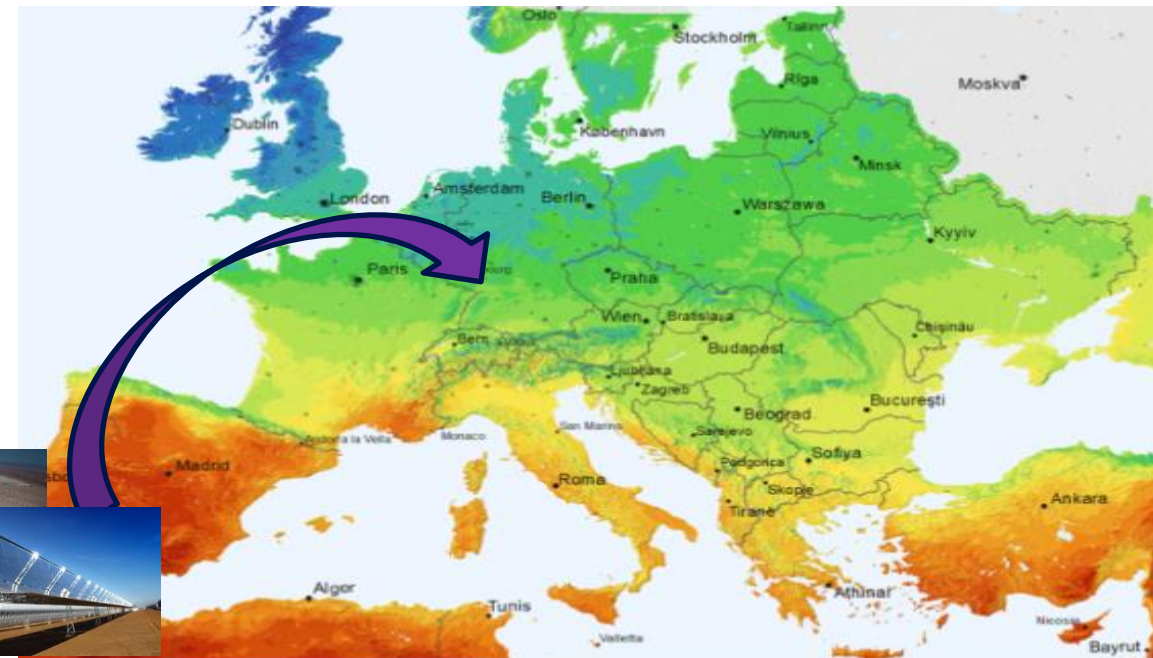 Oslo
Stockholm
Tallinn
Rīga
Moskva
Dublin
København
Vilnius
Minsk
London
Amsterdam
Berlin
Warszawa
Kyyiv
Paris
Praha
Wien
Bratislava
Chişinău
Bern
Budapest
Ljubljana
Zagreb
Beograd
Bucureşti
San Marino
Sarajevo
Andorra la Vella
Monaco
Madrid
Podgorica
Sofiya
Roma
Skopje
Tiranë
Ankara
Alger
Tunis
Athínai
Nicosia
Valletta
Bayrut